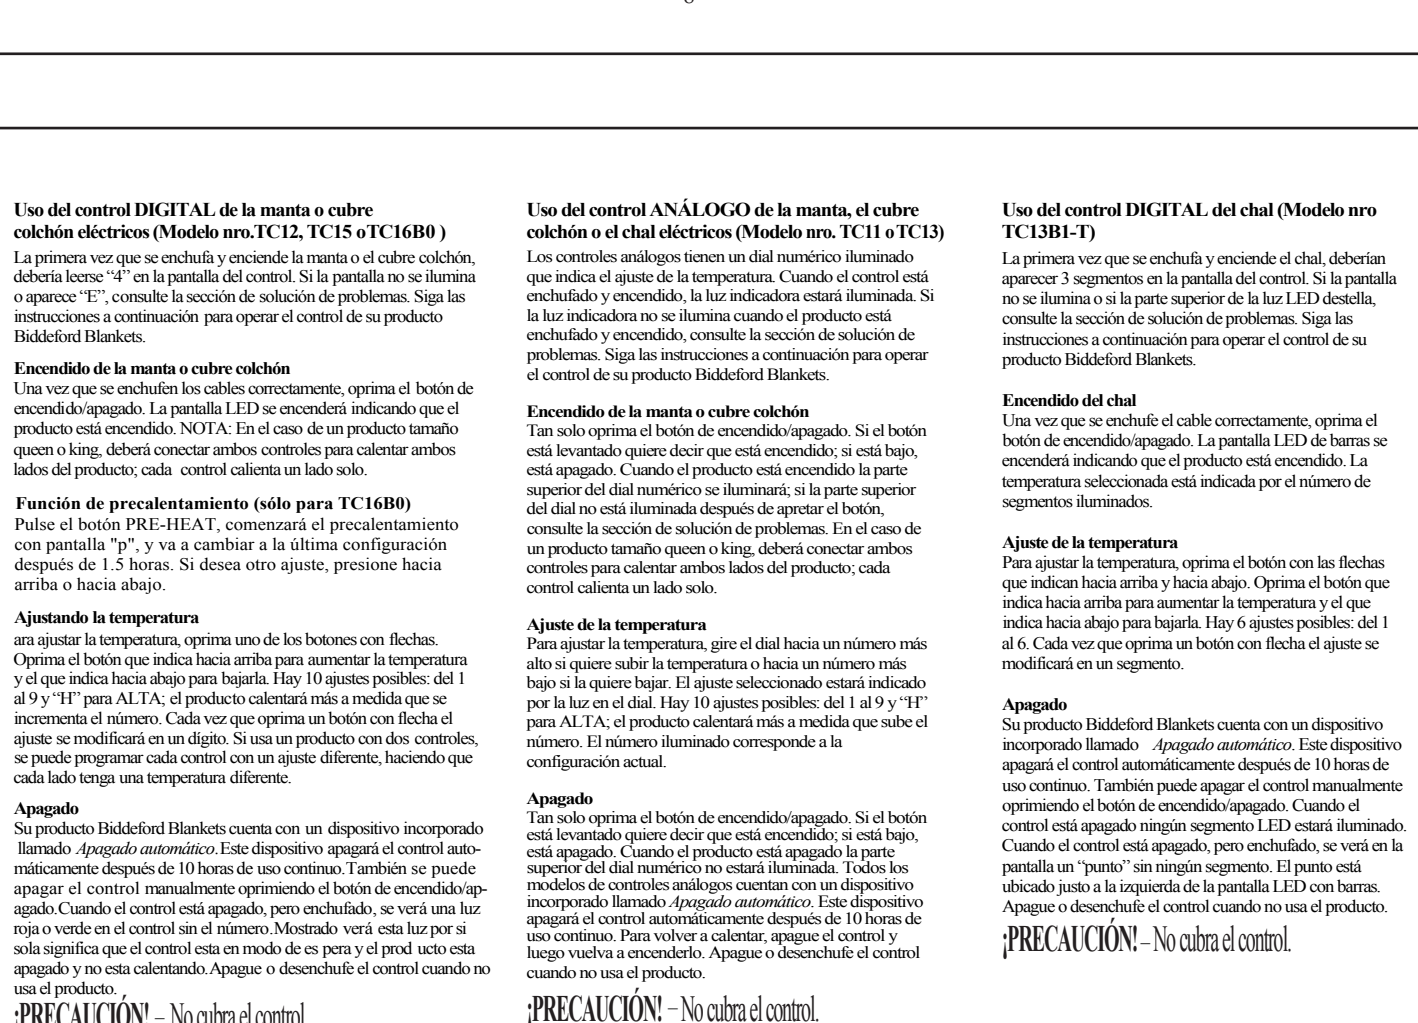 Uso del control DIGITAL de la manta o cubre
colchón eléctricos (Modelo nro.TC12, TC15 o TC16B0 )
La primera vez que se enchufa y enciende la manta o el cubre colchón,
debería leerse “4” en la pantalla del control. Si la pantalla no se ilumina
o aparece “E”, consulte la sección de solución de problemas. Siga las
instrucciones a continuación para operar el control de su producto
Biddeford Blankets.
Encendido de la manta o cubre colchón
Una vez que se enchufen los cables correctamente, oprima el botón de
encendido/apagado. La pantalla LED se encenderá indicando que el
producto está encendido. NOTA: En el caso de un producto tamaño
queen o king, deberá conectar ambos controles para calentar ambos
lados del producto; cada control calienta un lado solo.
Función de precalentamiento (sólo para TC16B0)
Pulse el botón PRE-HEAT, comenzará el precalentamiento
con pantalla "p", y va a cambiar a la última configuración
después de 1.5 horas. Si desea otro ajuste, presione hacia
arriba o hacia abajo.
Ajustando la temperatura
ara ajustar la temperatura, oprima uno de los botones con flechas.
Oprima el botón que indica hacia arriba para aumentar la temperatura
y el que indica hacia abajo para bajarla. Hay 10 ajustes posibles: del 1
al 9 y “H” para ALTA; el producto calentará más a medida que se
incrementa el número. Cada vez que oprima un botón con flecha el
ajuste se modificará en un dígito. Si usa un producto con dos controles,
se puede programar cada control con un ajuste diferente, haciendo que
cada lado tenga una temperatura diferente.
Apagado
Su producto Biddeford Blankets cuenta con un dispositivo incorporado
llamado Apagado automático.Este dispositivo apagará el control auto-
máticamente después de 10 horas de uso continuo.También se puede
apagar el control manualmente oprimiendo el botón de encendido/ap-
agado.Cuando el control está apagado, pero enchufado, se verá una luz
roja o verde en el control sin el número.Mostrado verá esta luz por si
sola significa que el control esta en modo de es pera y el prod ucto esta
apagado y no esta calentando.Apague o desenchufe el control cuando no
usa el producto.
¡PRECAUCIÓN! – No cubra el control.
Uso del control ANÁLOGO de la manta, el cubre
colchón o el chal eléctricos (Modelo nro. TC11 o TC13)
Los controles análogos tienen un dial numérico iluminado
que indica el ajuste de la temperatura. Cuando el control está
enchufado y encendido, la luz indicadora estará iluminada. Si
la luz indicadora no se ilumina cuando el producto está
enchufado y encendido, consulte la sección de solución de
problemas. Siga las instrucciones a continuación para operar
el control de su producto Biddeford Blankets.
Encendido de la manta o cubre colchón
Tan solo oprima el botón de encendido/apagado. Si el botón
está levantado quiere decir que está encendido; si está bajo,
está apagado. Cuando el producto está encendido la parte
superior del dial numérico se iluminará; si la parte superior
del dial no está iluminada después de apretar el botón,
consulte la sección de solución de problemas. En el caso de
un producto tamaño queen o king, deberá conectar ambos
controles para calentar ambos lados del producto; cada
control calienta un lado solo.
Ajuste de la temperatura
Para ajustar la temperatura, gire el dial hacia un número más
alto si quiere subir la temperatura o hacia un número más
bajo si la quiere bajar. El ajuste seleccionado estará indicado
por la luz en el dial. Hay 10 ajustes posibles: del 1 al 9 y “H”
para ALTA; el producto calentará más a medida que sube el
número. El número iluminado corresponde a la
configuración actual.
Apagado
Tan solo oprima el botón de encendido/apagado. Si el botón
está levantado quiere decir que está encendido; si está bajo,
está apagado. Cuando el producto está apagado la parte
superior del dial numérico no estará iluminada. Todos los
modelos de controles análogos cuentan con un dispositivo
incorporado llamado Apagado automático. Este dispositivo
apagará el control automáticamente después de 10 horas de
uso continuo. Para volver a calentar, apague el control y
luego vuelva a encenderlo. Apague o desenchufe el control
cuando no usa el producto.
¡PRECAUCIÓN! – No cubra el control.
Uso del control DIGITAL del chal (Modelo nro
TC13B1-T)
La primera vez que se enchufa y enciende el chal, deberían
aparecer 3 segmentos en la pantalla del control. Si la pantalla
no se ilumina o si la parte superior de la luz LED destella,
consulte la sección de solución de problemas. Siga las
instrucciones a continuación para operar el control de su
producto Biddeford Blankets.
Encendido del chal
Una vez que se enchufe el cable correctamente, oprima el
botón de encendido/apagado. La pantalla LED de barras se
encenderá indicando que el producto está encendido. La
temperatura seleccionada está indicada por el número de
segmentos iluminados.
Ajuste de la temperatura
Para ajustar la temperatura, oprima el botón con las flechas
que indican hacia arriba y hacia abajo. Oprima el botón que
indica hacia arriba para aumentar la temperatura y el que
indica hacia abajo para bajarla. Hay 6 ajustes posibles: del 1
al 6. Cada vez que oprima un botón con flecha el ajuste se
modificará en un segmento.
Apagado
Su producto Biddeford Blankets cuenta con un dispositivo
incorporado llamado Apagado automático. Este dispositivo
apagará el control automáticamente después de 10 horas de
uso continuo. También puede apagar el control manualmente
oprimiendo el botón de encendido/apagado. Cuando el
control está apagado ningún segmento LED estará iluminado.
Cuando el control está apagado, pero enchufado, se verá en la
pantalla un “punto” sin ningún segmento. El punto está
ubicado justo a la izquierda de la pantalla LED con barras.
Apague o desenchufe el control cuando no usa el producto.
¡PRECAUCIÓN! – No cubra el control.